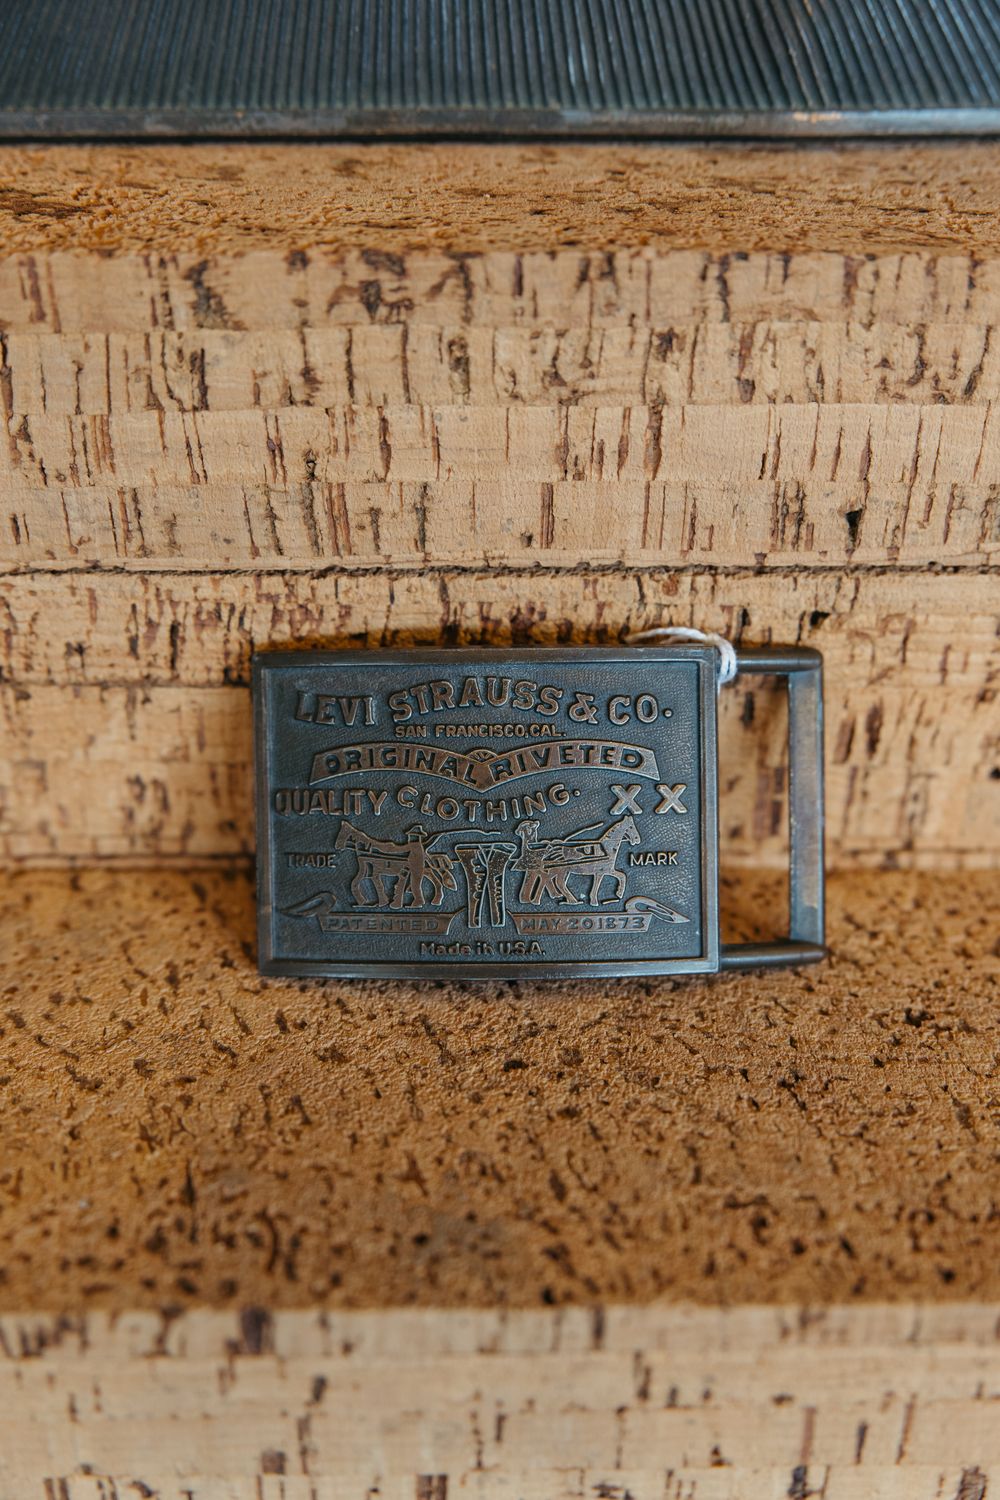 LEVI STRAUSS & CO.
SAN FRANCISCO, CAL.
ORIGINAL RIVETED
QUALITY CLOTHING. XX
TRADE MARK
PATENTED MAY 20 1873
Made in U.S.A.